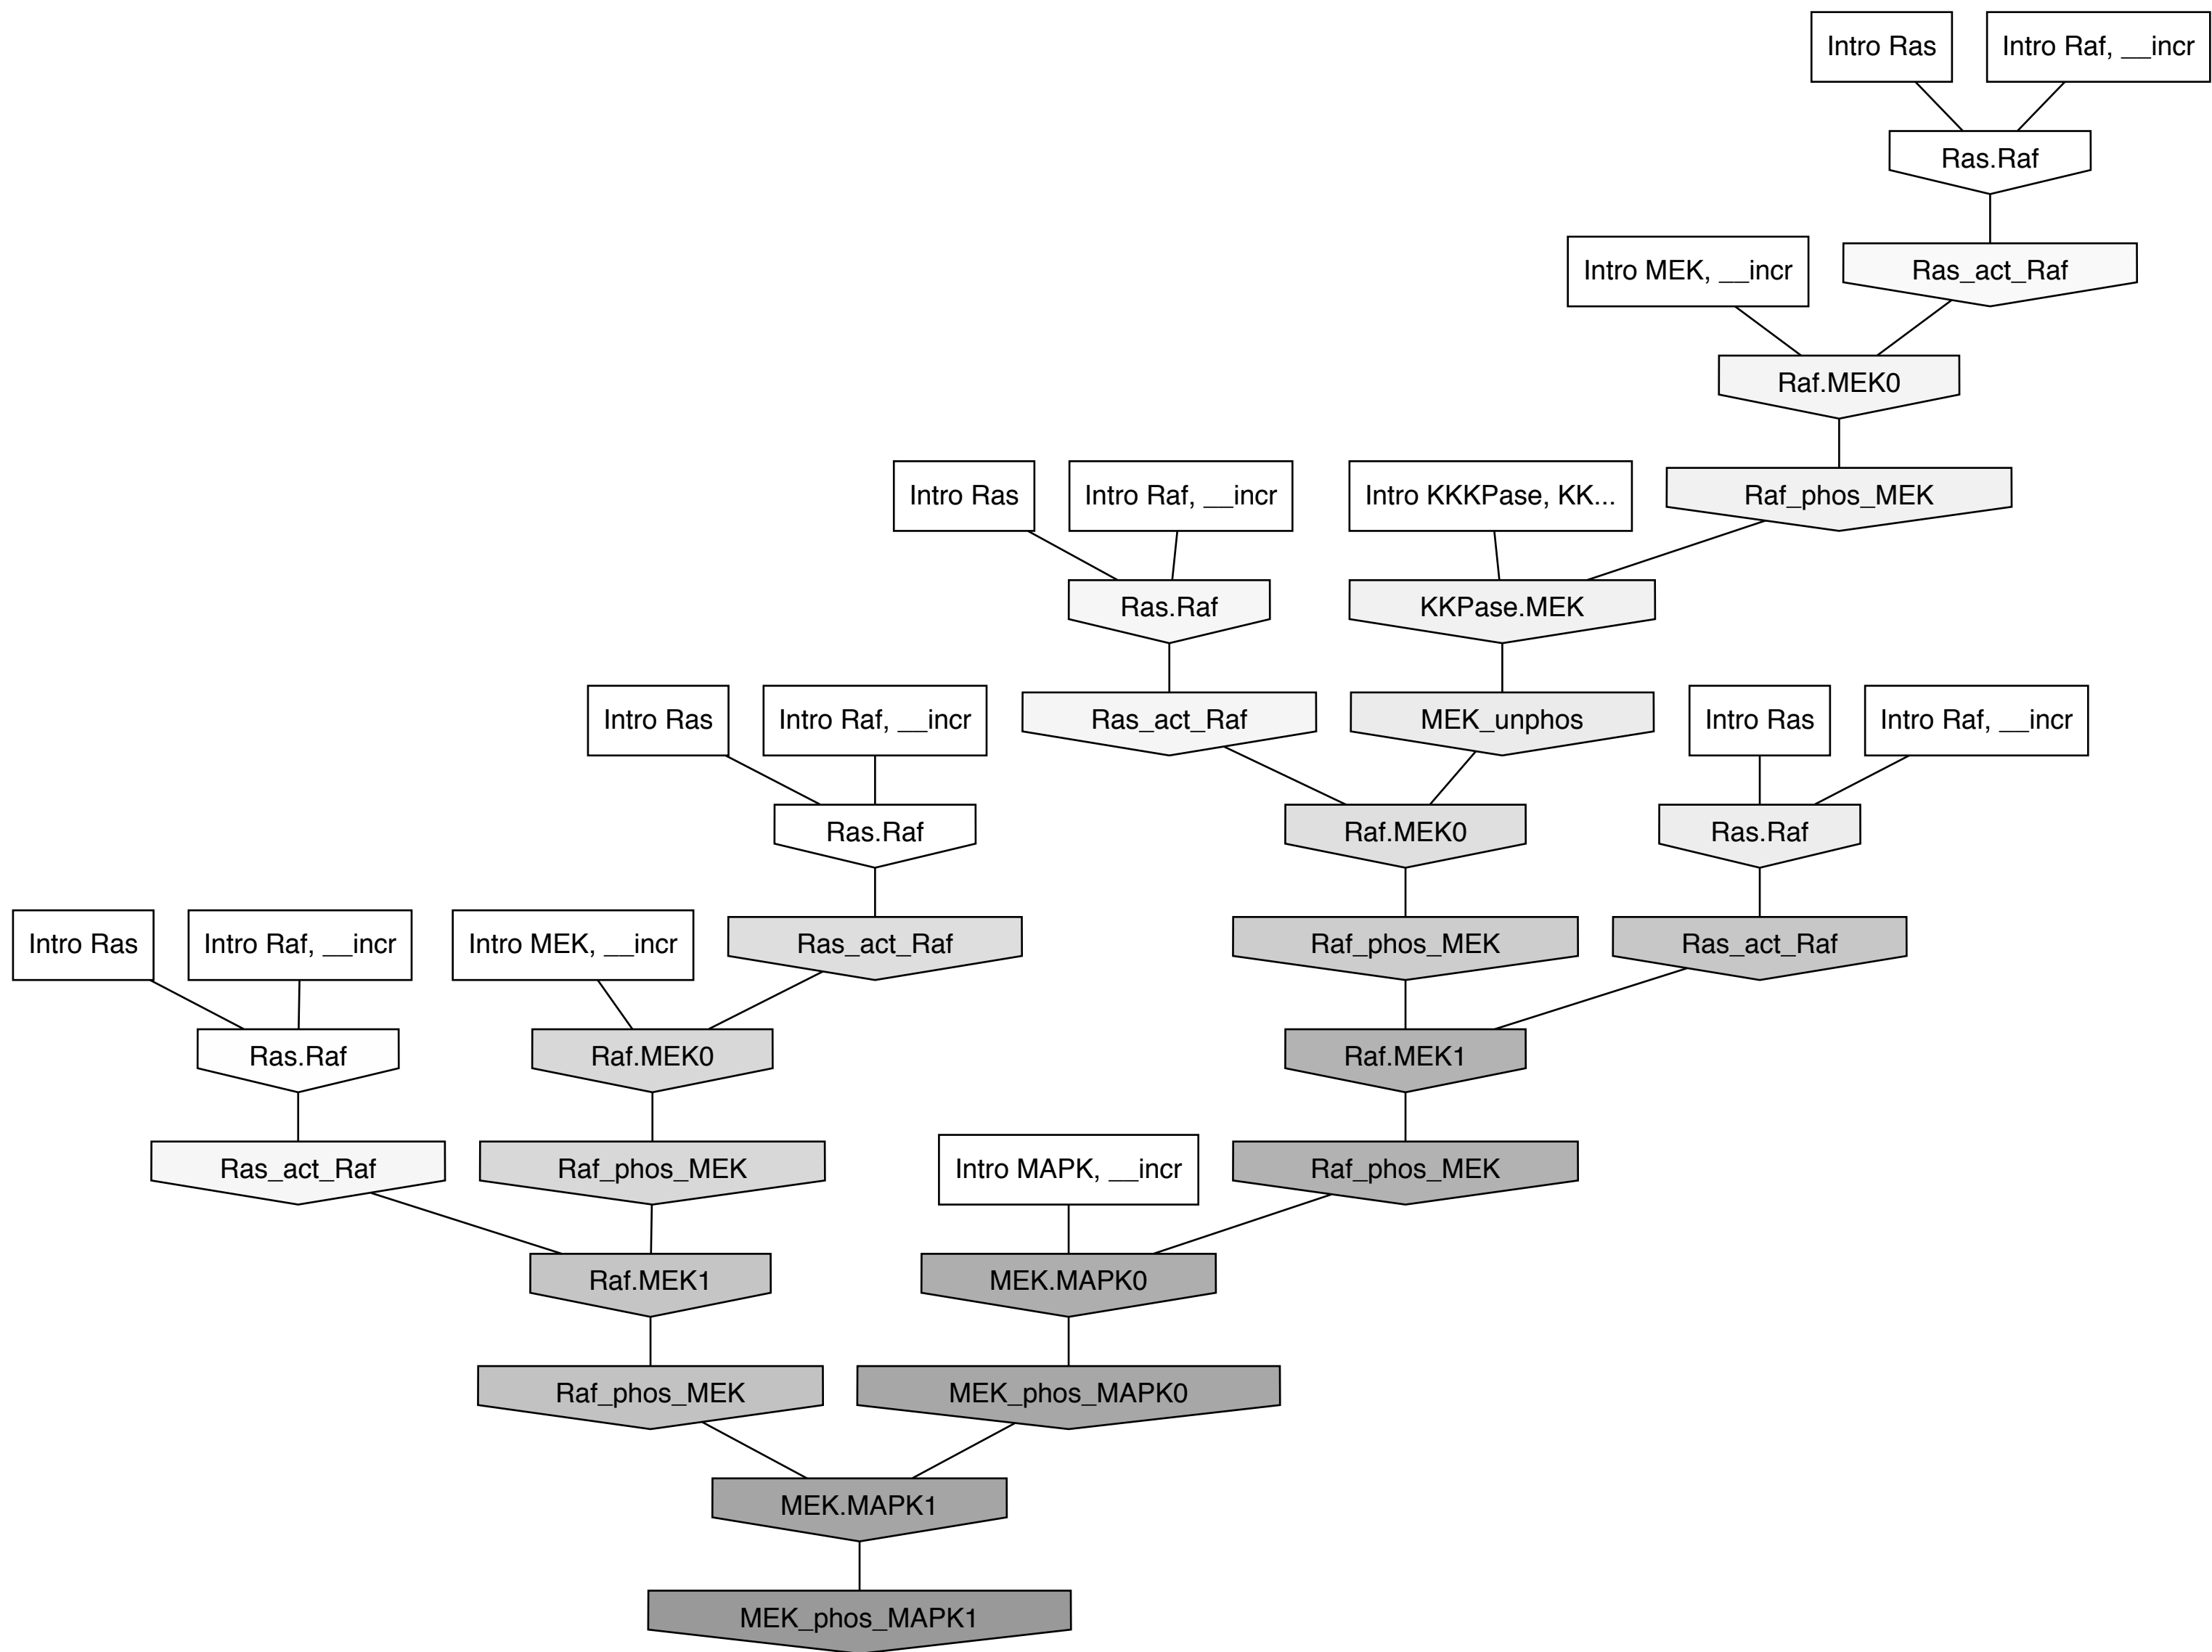 Intro Ras
Intro Raf, __incr
Ras.Raf
Intro MEK, __incr
Ras_act_Raf
Raf.MEK0
Intro Ras
Intro Raf, __incr
Intro KKKPase, KK...
Raf_phos_MEK
Ras.Raf
KKPase.MEK
Intro Ras
Intro Raf, __incr
Ras_act_Raf
MEK_unphos
Intro Ras
Intro Raf, __incr
Ras.Raf
Raf.MEK0
Ras.Raf
Intro Ras
Intro Raf, __incr
Intro MEK, __incr
Ras_act_Raf
Raf_phos_MEK
Ras_act_Raf
Ras.Raf
Raf.MEK0
Raf.MEK1
Ras_act_Raf
Raf_phos_MEK
Intro MAPK, __incr
Raf_phos_MEK
Raf.MEK1
MEK.MAPK0
Raf_phos_MEK
MEK_phos_MAPK0
MEK.MAPK1
MEK_phos_MAPK1